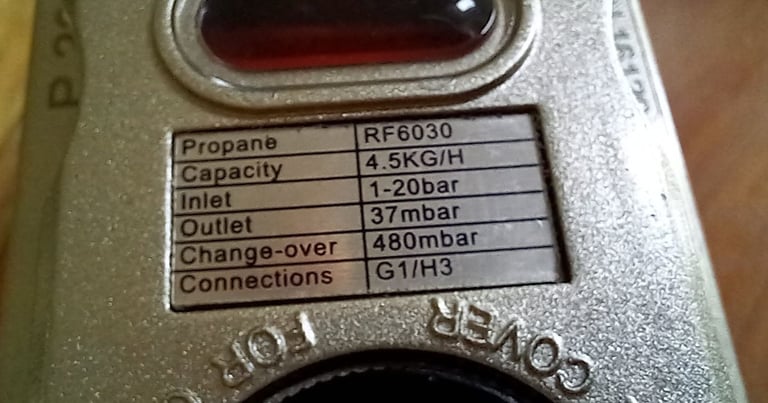 Propane RF6030
Capacity 4.5KG/H
Inlet 1-20bar
Outlet 37mbar
Change-over 480mbar
Connections G1/H3
FOR
COVER